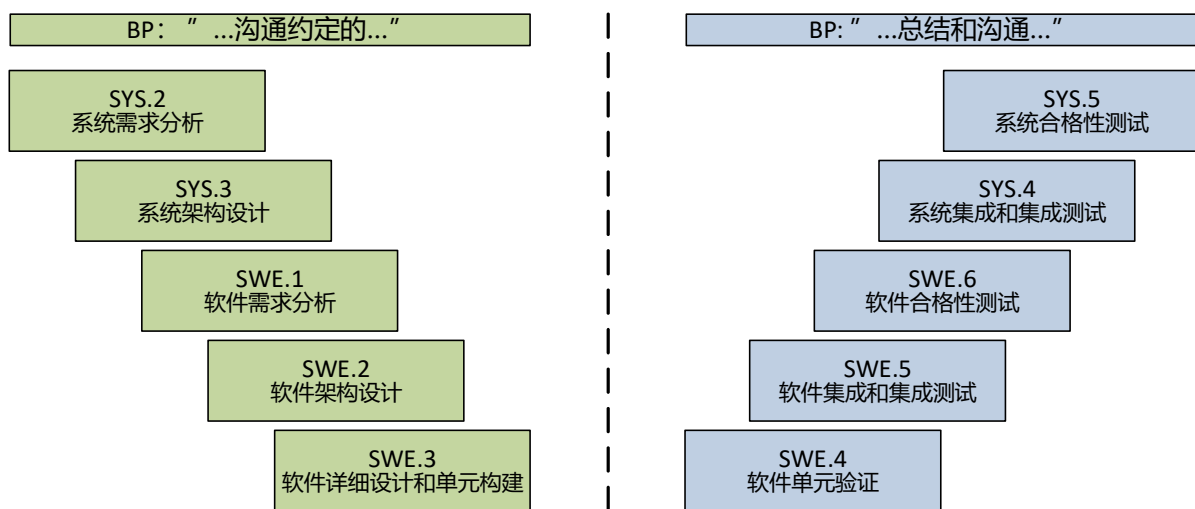 BP： ”…沟通约定的…”
SYS.2
系统需求分析
SYS.3
系统架构设计
SWE.1
软件需求分析
SWE.2
软件架构设计
SWE.3
软件详细设计和单元构建
BP: ”…总结和沟通…”
SYS.5
系统合格性测试
SYS.4
系统集成和集成测试
SWE.6
软件合格性测试
SWE.5
软件集成和集成测试
SWE.4
软件单元验证